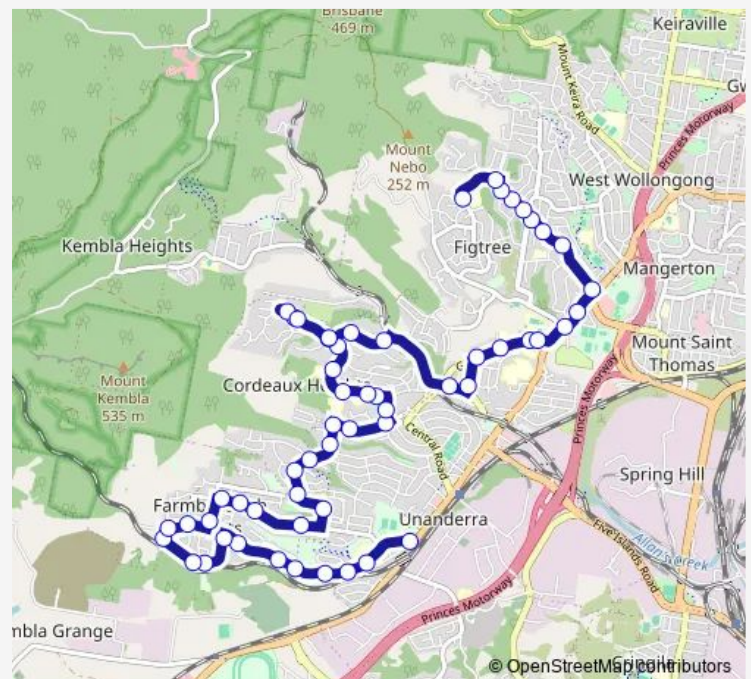 Brisbane
469 m
Keiraville
Mount Keira Road
Princes Motorway
Mount
Nebo
252 m
West Wollongong
Kembla Heights
Figtree
Mangerton
Mount Saint
Thomas
Mount
Kembla
535 m
Cordeaux
Central Road
Princes Motorway
Spring Hill
Unanderra
Five Islands Road
Allans Creek
Princes Motorway
mbla Grange
© OpenStreetMap contributors